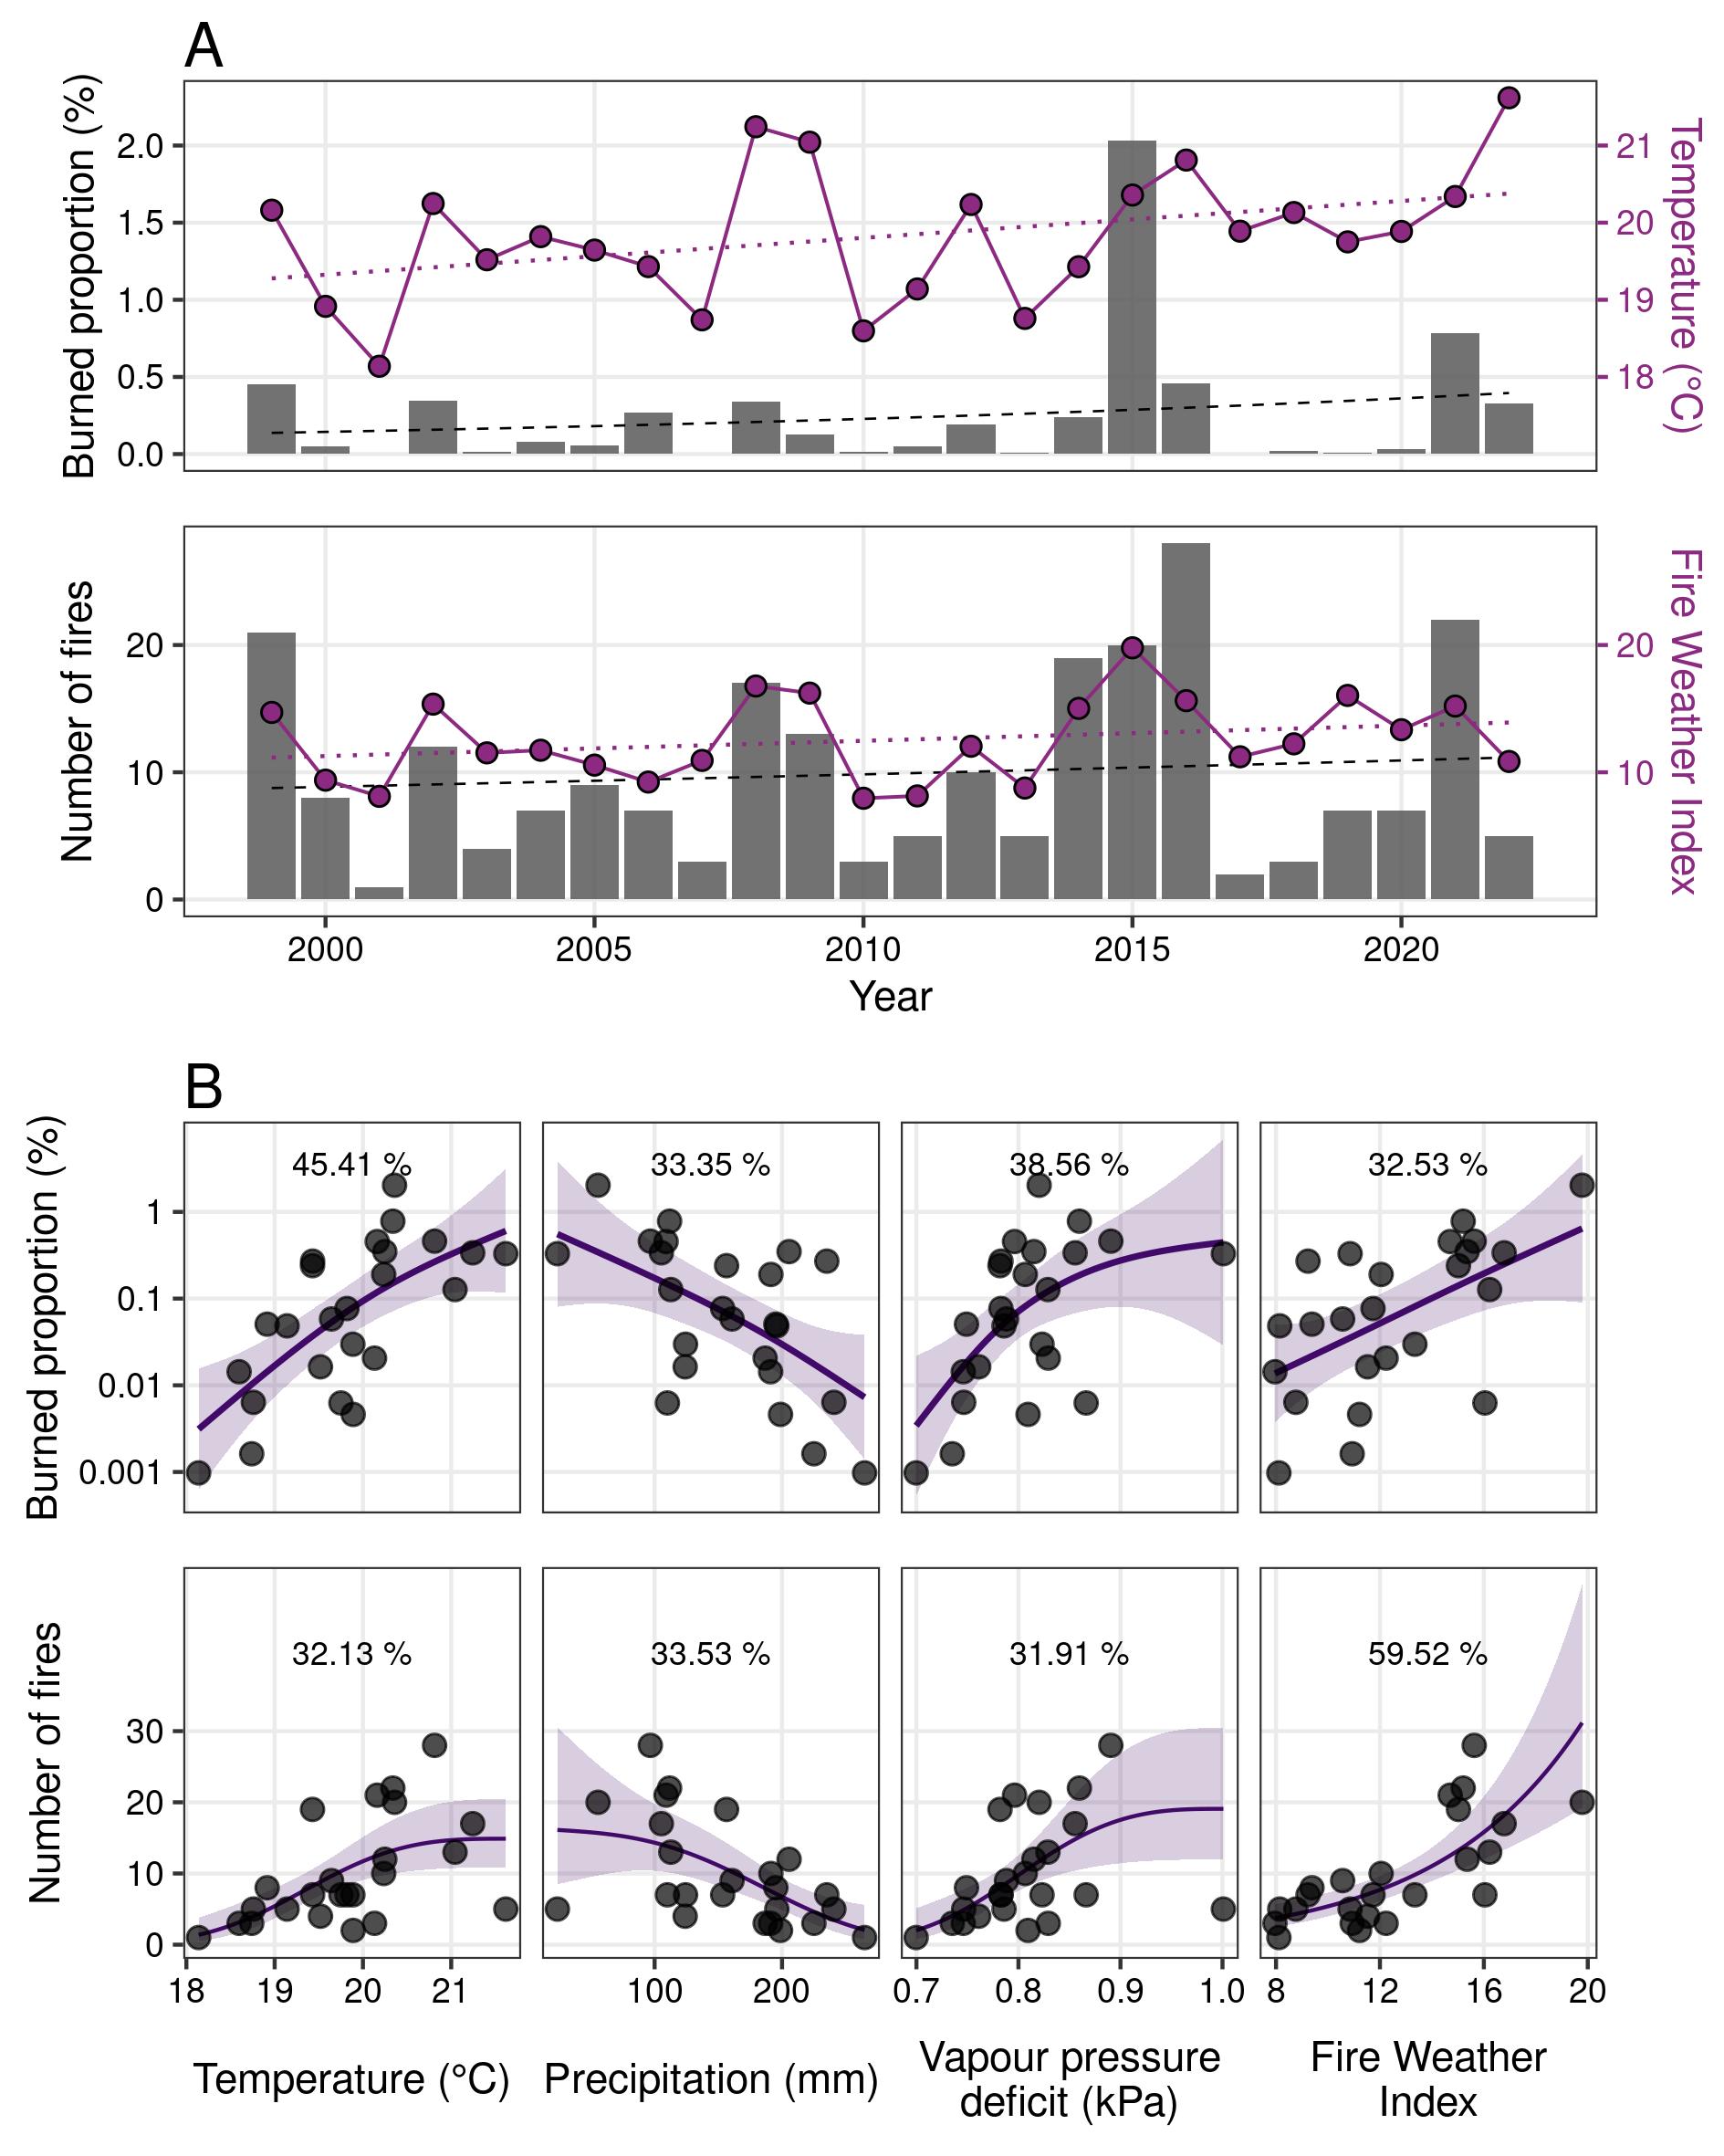 A
Burned proportion (%)
2.0
1.5
1.0
0.5
0.0
21
20
19
18
Temperature (°C)
Number of fires
20
10
0
20
10
Fire Weather Index
2000 2005 2010 2015 2020
Year
B
Burned proportion (%)
1
0.1
0.01
0.001
45.41 % 33.35 % 38.56 % 32.53 %
Number of fires
30
20
10
0
32.13 % 33.53 % 31.91 % 59.52 %
18 19 20 21 100 200 0.7 0.8 0.9 1.0 8 12 16 20
Temperature (°C)
Precipitation (mm)
Vapour pressure
deficit (kPa)
Fire Weather
Index